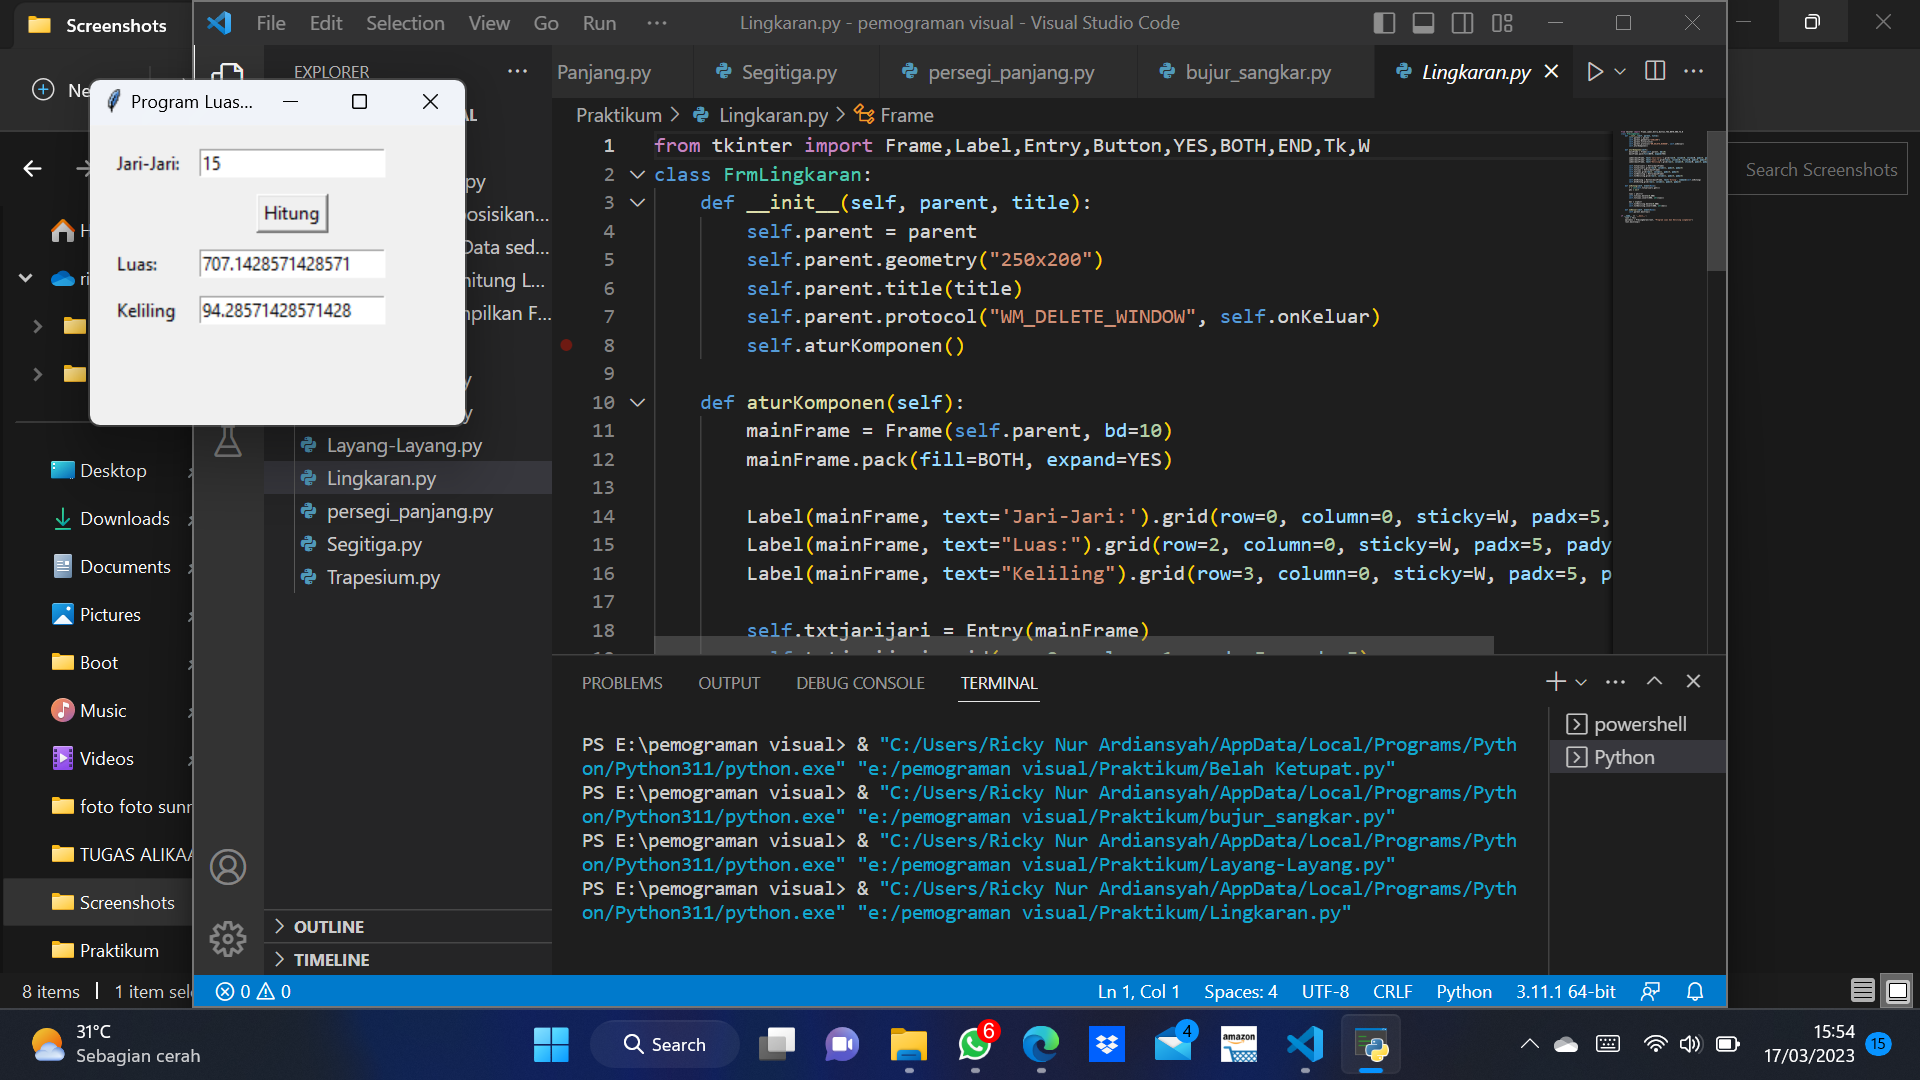 Screenshots
File Edit Selection View Go Run ···
Lingkaran.py - pemograman visual - Visual Studio Code
EXPLORER ···
Panjang.py Segitiga.py persegi_panjang.py bujur_sangkar.py Lingkaran.py
Praktikum > Lingkaran.py > Frame
Program Luas...
Jari-Jari: 15
Hitung
Luas: 707.1428571428571
Keliling 94.28571428571428
Search Screenshots
Layang-Layang.py
Lingkaran.py
persegi_panjang.py
Segitiga.py
Trapesium.py
OUTLINE
TIMELINE
1 from tkinter import Frame,Label,Entry,Button,YES,BOTH,END,Tk,W
2 class FrmLingkaran:
3 def __init__(self, parent, title):
4 self.parent = parent
5 self.parent.geometry("250x200")
6 self.parent.title(title)
7 self.parent.protocol("WM_DELETE_WINDOW", self.onKeluar)
8 self.aturKomponen()
9
10 def aturKomponen(self):
11 mainFrame = Frame(self.parent, bd=10)
12 mainFrame.pack(fill=BOTH, expand=YES)
13
14 Label(mainFrame, text='Jari-Jari:').grid(row=0, column=0, sticky=W, padx=5,
15 Label(mainFrame, text="Luas:").grid(row=2, column=0, sticky=W, padx=5, pady
16 Label(mainFrame, text="Keliling").grid(row=3, column=0, sticky=W, padx=5, p
17
18 self.txtjarijari = Entry(mainFrame)
PROBLEMS OUTPUT DEBUG CONSOLE TERMINAL
PS E:\pemograman visual> & "C:/Users/Ricky Nur Ardiansyah/AppData/Local/Programs/Pyth
on/Python311/python.exe" "e:/pemograman visual/Praktikum/Belah Ketupat.py"
PS E:\pemograman visual> & "C:/Users/Ricky Nur Ardiansyah/AppData/Local/Programs/Pyth
on/Python311/python.exe" "e:/pemograman visual/Praktikum/bujur_sangkar.py"
PS E:\pemograman visual> & "C:/Users/Ricky Nur Ardiansyah/AppData/Local/Programs/Pyth
on/Python311/python.exe" "e:/pemograman visual/Praktikum/Layang-Layang.py"
PS E:\pemograman visual> & "C:/Users/Ricky Nur Ardiansyah/AppData/Local/Programs/Pyth
on/Python311/python.exe" "e:/pemograman visual/Praktikum/Lingkaran.py"
powershell
Python
Desktop
Downloads
Documents
Pictures
Boot
Music
Videos
foto foto sunr
TUGAS ALIKA
Screenshots
Praktikum
8 items 1 item sel
0 0
Ln 1, Col 1 Spaces: 4 UTF-8 CRLF Python 3.11.1 64-bit
31°C
Sebagian cerah
Search
6
4
amazon
15:54
17/03/2023
15